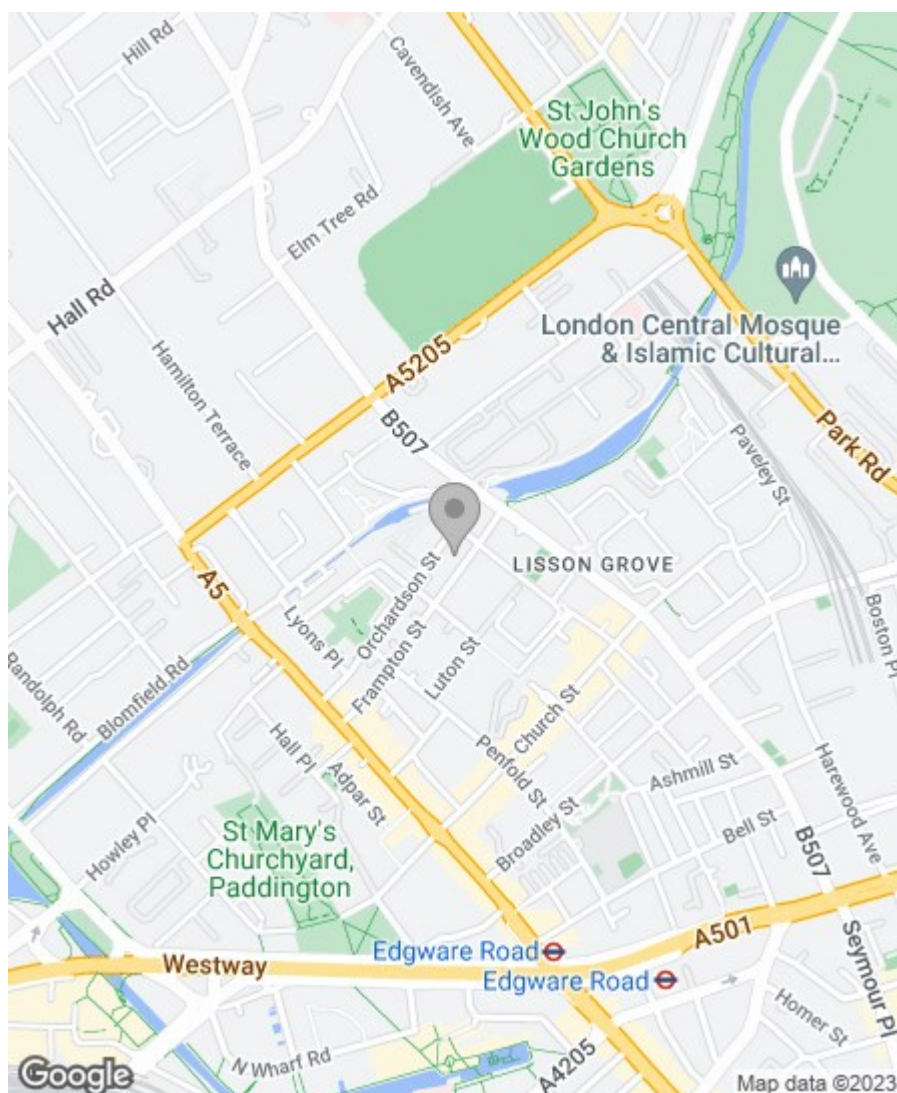 Hill Rd
Cavendish Ave
St John's
Wood Church
Gardens
Elm Tree Rd
Hall Rd
London Central Mosque
& Islamic Cultural...
A5205
Hamilton Terrace
B507
Park Rd
Paveley St
LISSON GROVE
A5
Orchardson St
Lyons Pl
Frampton St
Luton St
Boston Pl
Randolph Rd
Blomfield Rd
Church St
Hall Pl
Adpar St
Penfold St
Ashmill St
Harewood Ave
Broadley St
Bell St
St Mary's
Churchyard,
Paddington
Howley Pl
B507
A501
Edgware Road
Westway
Edgware Road
Seymour Pl
Homer St
N Wharf Rd
A4205
Google
Map data ©2023